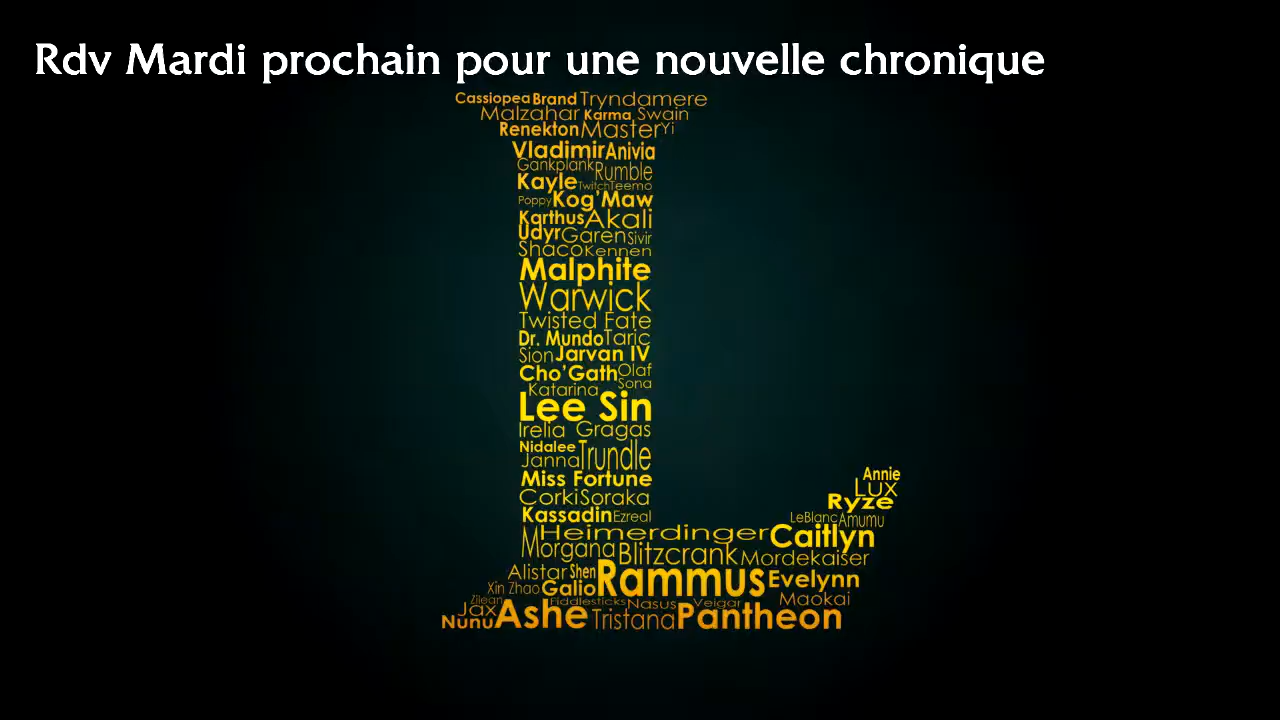 Rdv Mardi prochain pour une nouvelle chronique
Cassiopea Brand Tryndamere
Malzahar Karma Swain
Renekton Master Yi
Vladimir Anivia
Gankplank Rumble
Kayle Twitch Teemo
Poppy Kog'Maw
Karthus Akali
Udyr Garen Sivir
Shaco Kennen
Malphite
Warwick
Twisted Fate
Dr. Mundo Taric
Sion Jarvan IV
Cho'Gath Olaf
Katarina Sona
Lee Sin
Irelia Gragas
Nidalee Trundle
Janna
Miss Fortune
Annie
Corki Soraka Lux
Ryze
Kassadin Ezreal LeBlanc Amumu
Heimerdinger Caitlyn
Morgana Blitzcrank Mordekaiser
Alistar Shen Rammus Evelynn
Xin Zhao Galio
Zilean Fiddlesticks Nasus Veigar Maokai
Jax Ashe Tristana Pantheon
Nunu